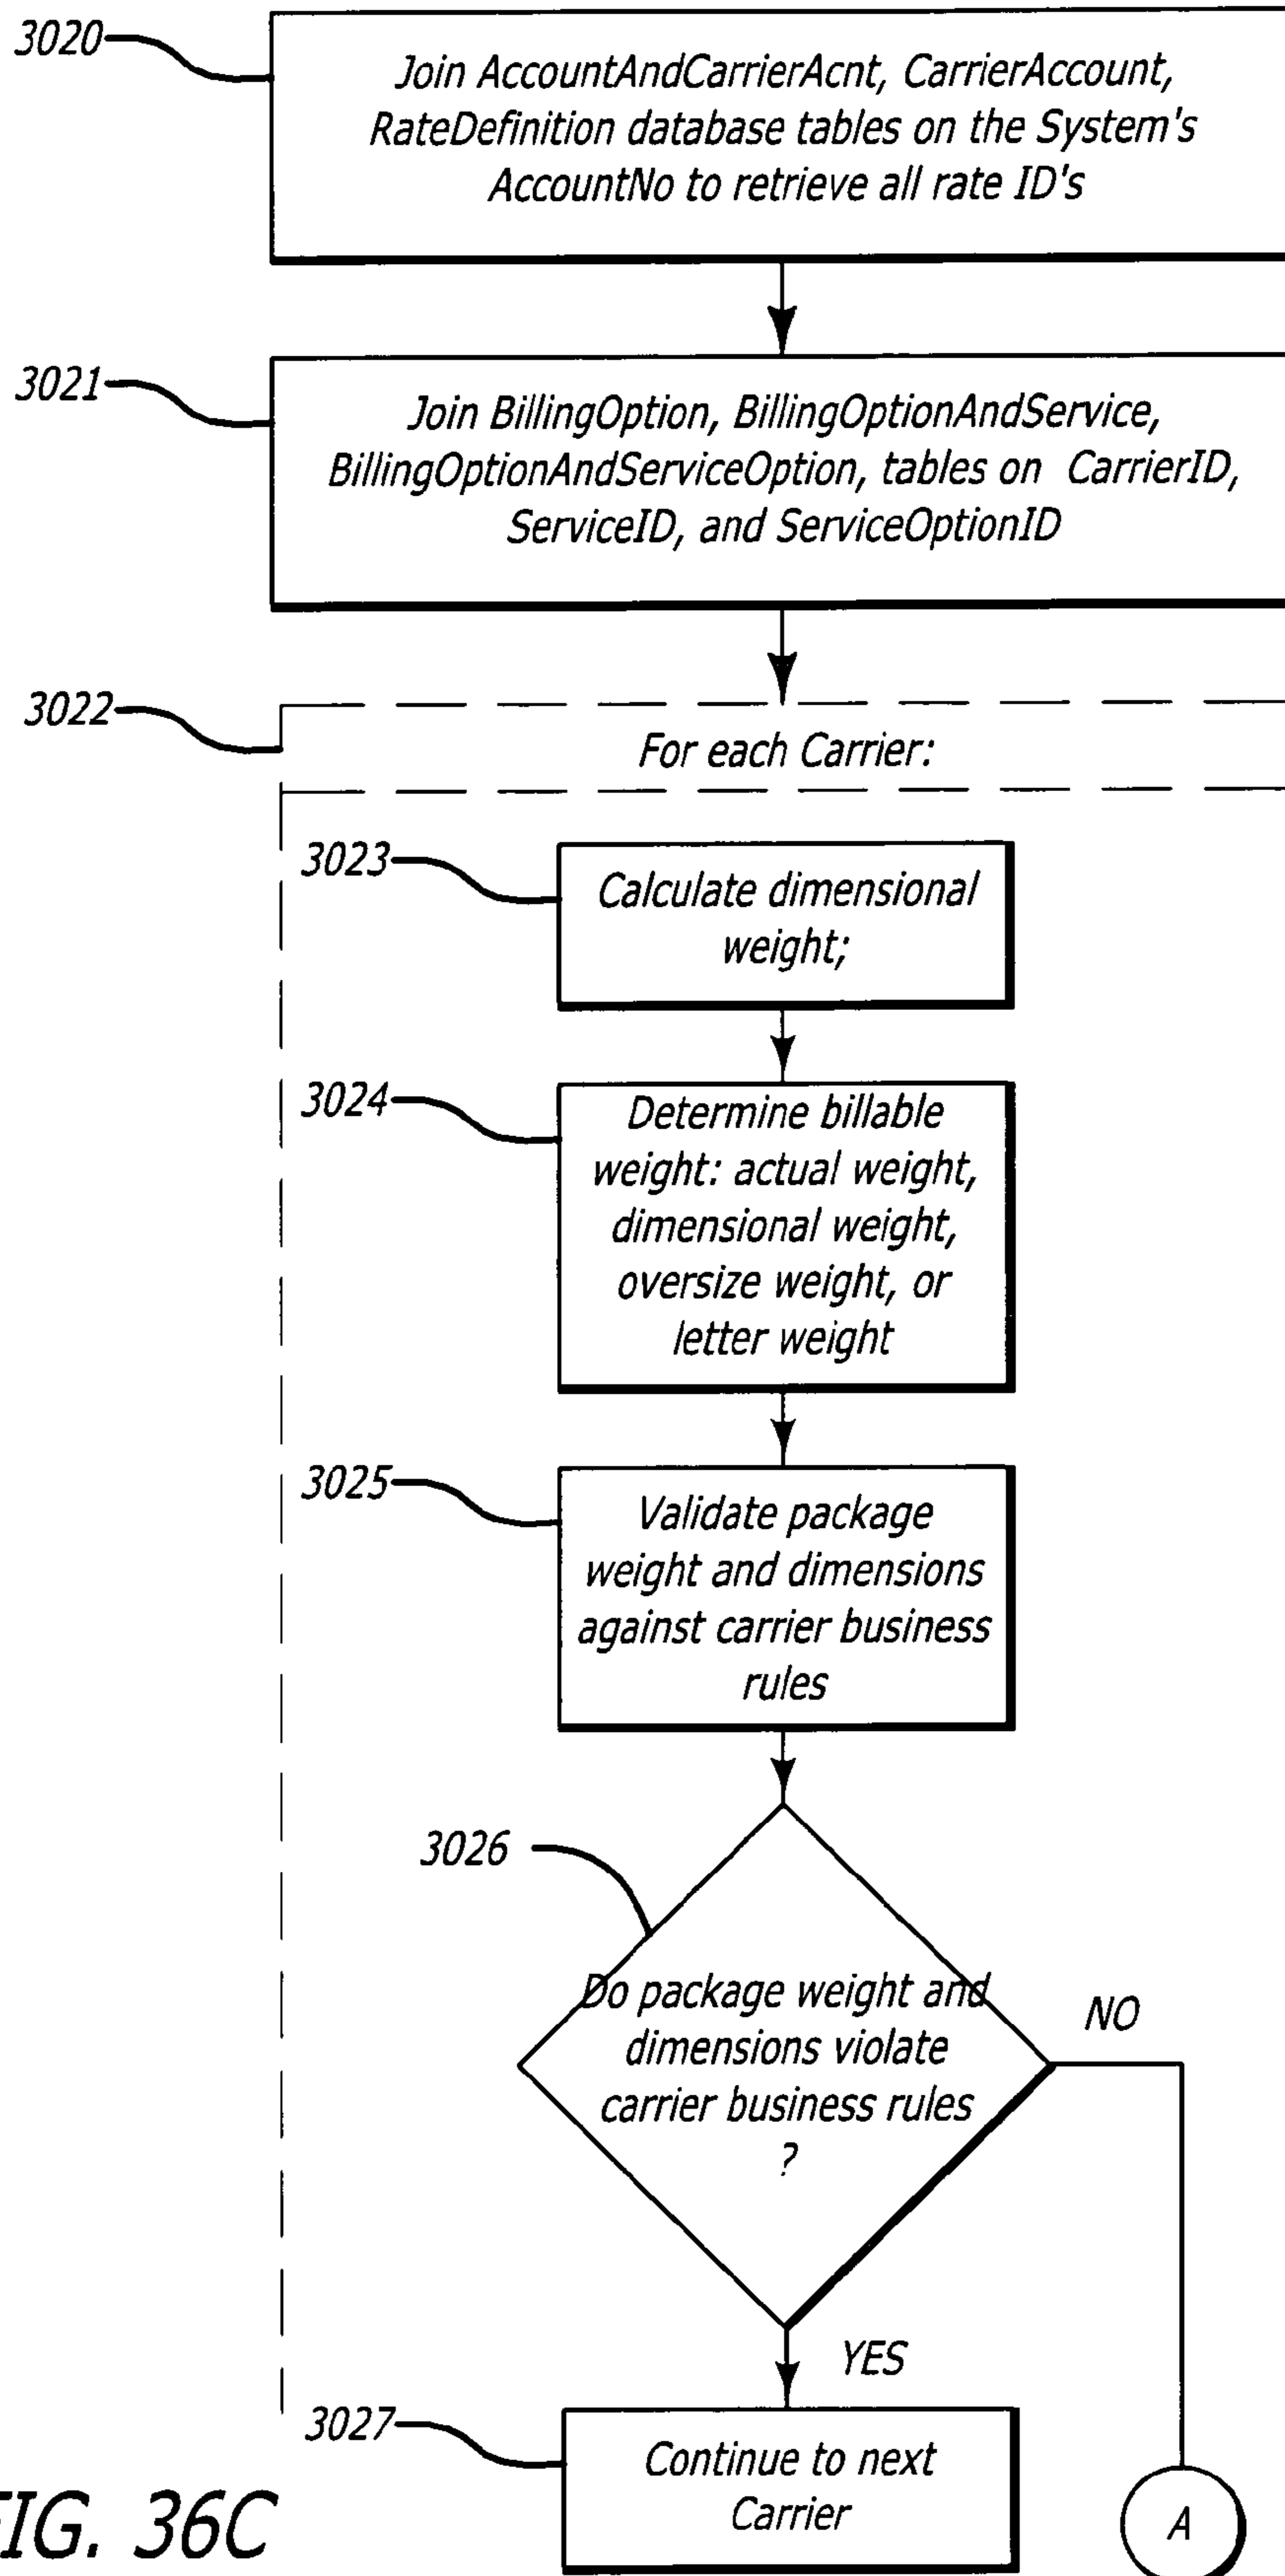 3020
Join AccountAndCarrierAcnt, CarrierAccount,
RateDefinition database tables on the System's
AccountNo to retrieve all rate ID's
3021
Join BillingOption, BillingOptionAndService,
BillingOptionAndServiceOption, tables on CarrierID,
ServiceID, and ServiceOptionID
3022
For each Carrier:
3023
Calculate dimensional
weight;
3024
Determine billable
weight: actual weight,
dimensional weight,
oversize weight, or
letter weight
3025
Validate package
weight and dimensions
against carrier business
rules
3026
Do package weight and
dimensions violate
carrier business rules
?
NO
YES
3027
Continue to next
Carrier
A
FIG. 36C